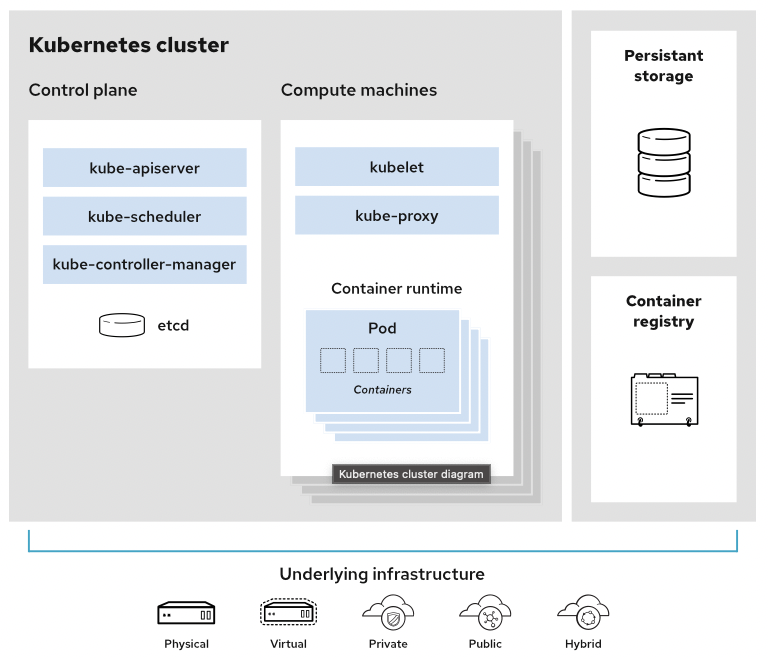 Kubernetes cluster
Control plane
kube-apiserver
kube-scheduler
kube-controller-manager
etcd
Compute machines
kubelet
kube-proxy
Container runtime
Pod
Containers
Kubernetes cluster diagram
Persistant
storage
Container
registry
Underlying infrastructure
Physical
Virtual
Private
Public
Hybrid